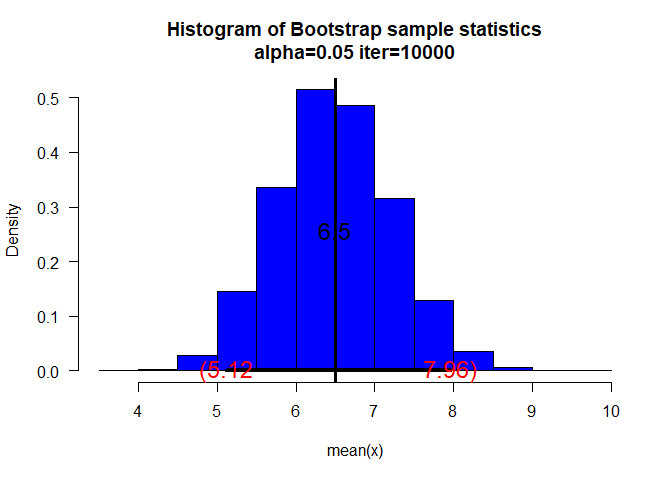 Histogram of Bootstrap sample statistics
alpha=0.05 iter=10000
0.5
0.4
0.3
0.2
0.1
0.0
Density
6.5
(5.12
7.96)
4 5 6 7 8 9 10
mean(x)